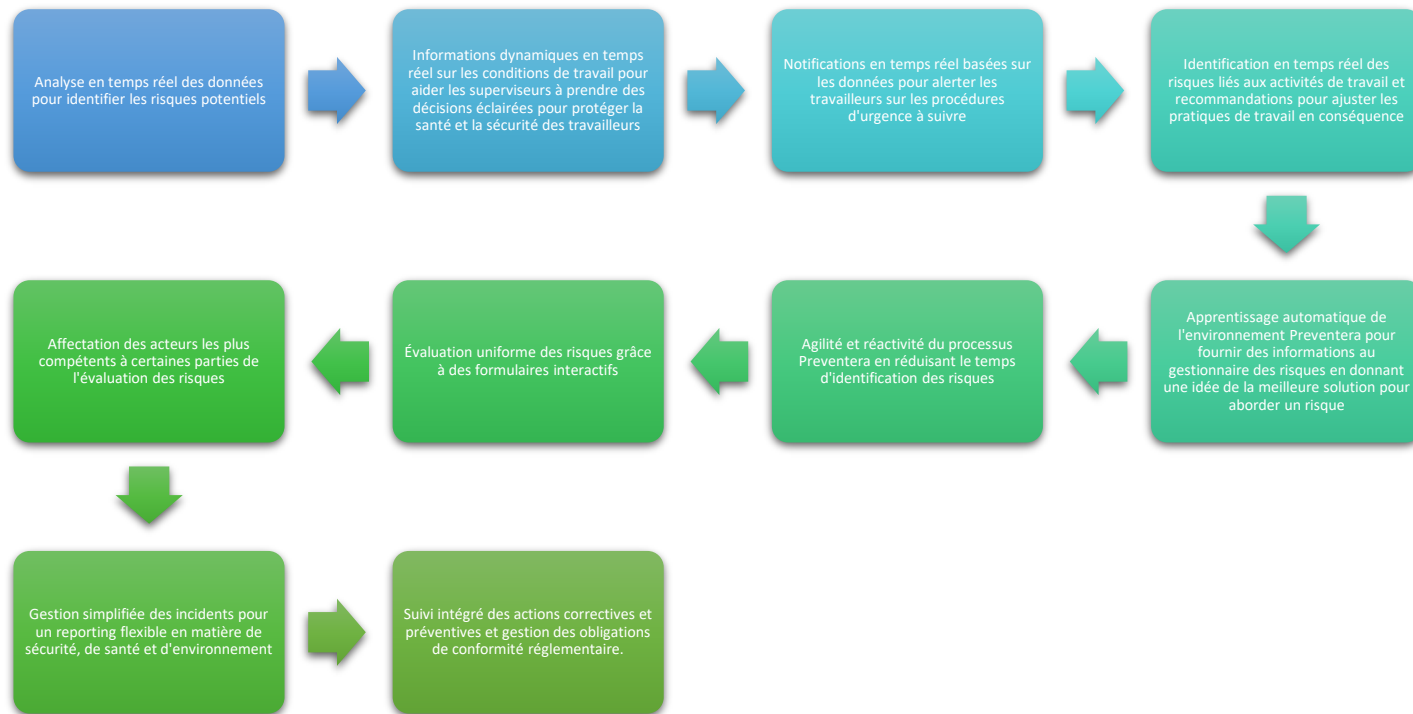 Analyse en temps réel des données
pour identifier les risques potentiels
Informations dynamiques en temps
réel sur les conditions de travail pour
aider les superviseurs à prendre des
décisions éclairées pour protéger la
santé et la sécurité des travailleurs
Notifications en temps réel basées sur
les données pour alerter les
travailleurs sur les procédures
d'urgence à suivre
Identification en temps réel des
risques liés aux activités de travail et
recommandations pour ajuster les
pratiques de travail en conséquence
Apprentissage automatique de
l'environnement Preventera pour
fournir des informations au
gestionnaire des risques en donnant
une idée de la meilleure solution pour
aborder un risque
Agilité et réactivité du processus
Preventera en réduisant le temps
d'identification des risques
Évaluation uniforme des risques grâce
à des formulaires interactifs
Affectation des acteurs les plus
compétents à certaines parties de
l'évaluation des risques
Gestion simplifiée des incidents pour
un reporting flexible en matière de
sécurité, de santé et d'environnement
Suivi intégré des actions correctives et
préventives et gestion des obligations
de conformité réglementaire.